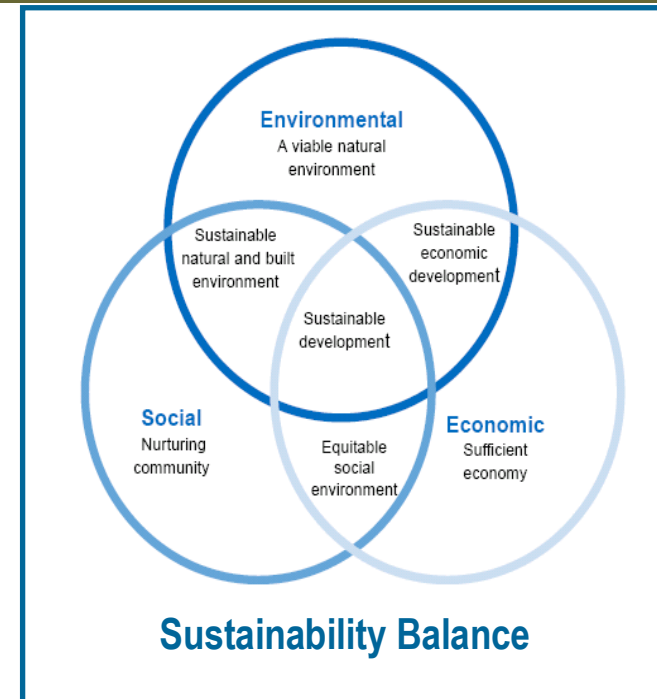 Environmental
A viable natural
environment
Sustainable
natural and built
environment
Sustainable
economic
development
Sustainable
development
Social
Nurturing
community
Equitable
social
environment
Economic
Sufficient
economy
Sustainability Balance